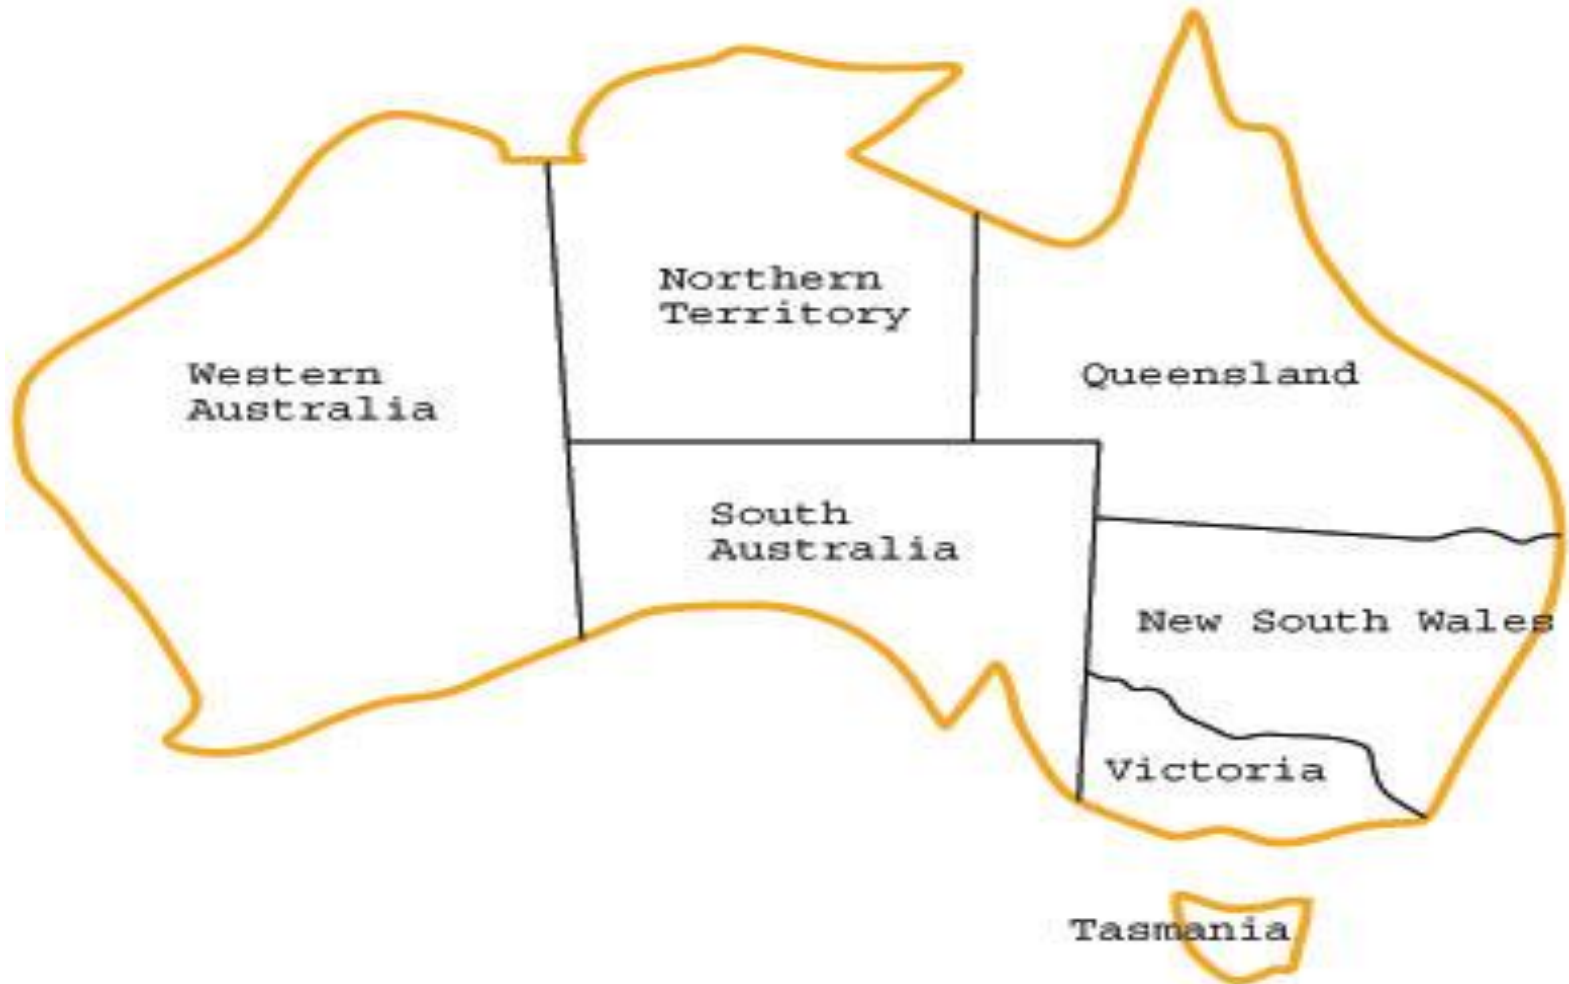 Northern
Territory
Western
Australia
Queensland
South
Australia
New South Wales
Victoria
Tasmania